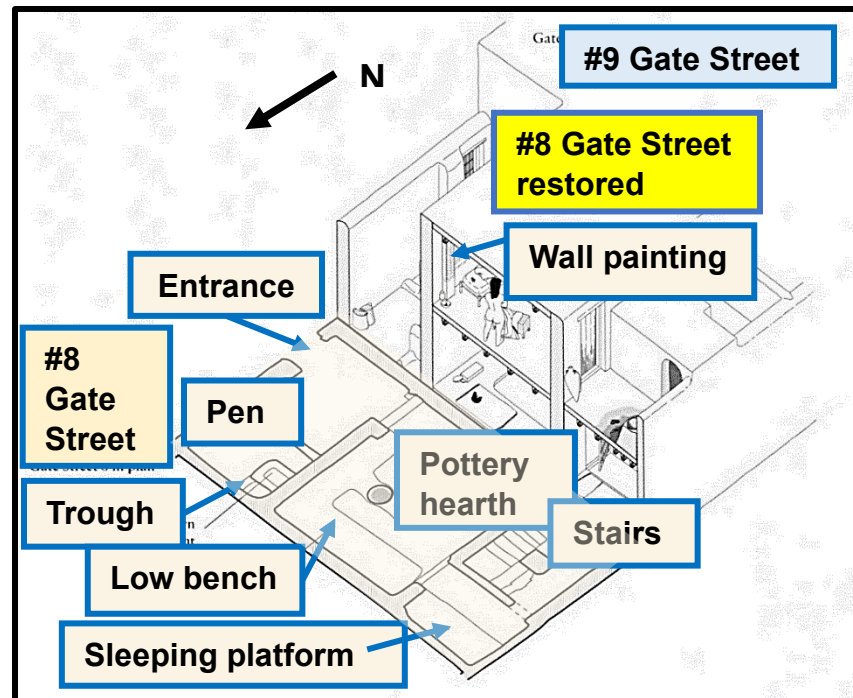 Gate
#9 Gate Street
N
#8 Gate Street
restored
Wall painting
Entrance
#8
Gate
Street
Pen
Pottery
hearth
Trough
Stairs
Low bench
Sleeping platform